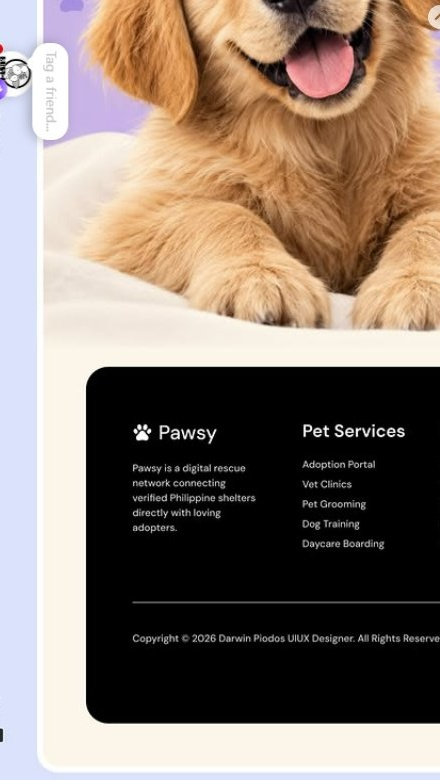 Tag a friend...
Pawsy
Pawsy is a digital rescue
network connecting
verified Philippine shelters
directly with loving
adopters.
Pet Services
Adoption Portal
Vet Clinics
Pet Grooming
Dog Training
Daycare Boarding
Copyright © 2026 Darwin Piodos UIUX Designer. All Rights Reserve